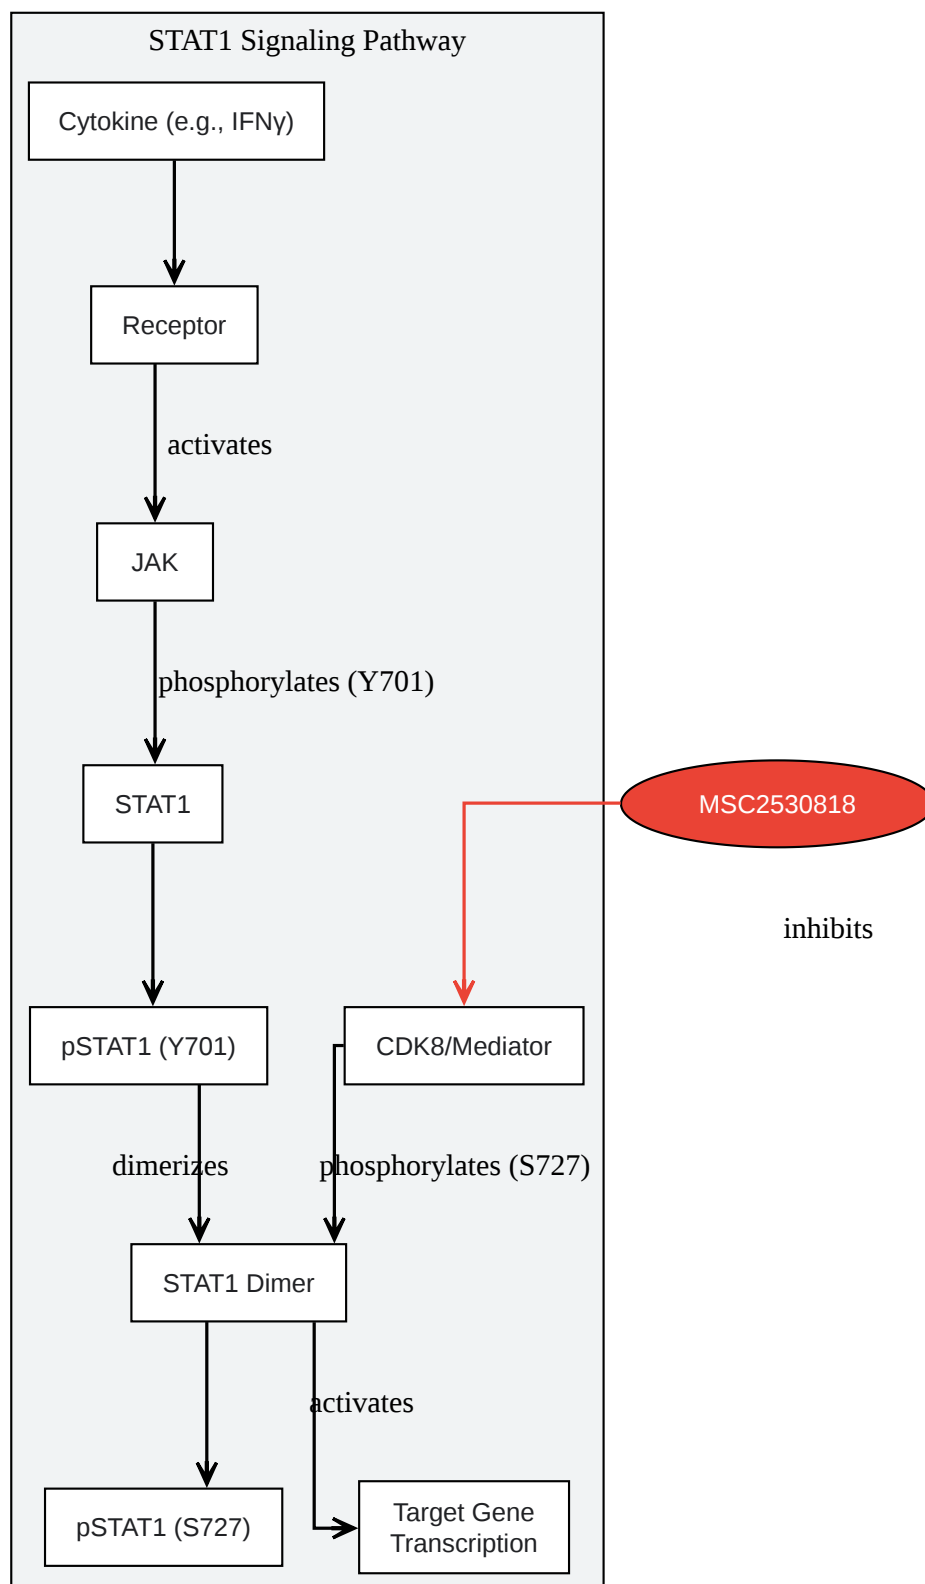 STAT1 Signaling Pathway
Cytokine (e.g., IFNγ)
Receptor
activates
JAK
phosphorylates (Y701)
STAT1
MSC2530818
inhibits
pSTAT1 (Y701)
CDK8/Mediator
dimerizes
phosphorylates (S727)
STAT1 Dimer
activates
pSTAT1 (S727)
Target Gene
Transcription